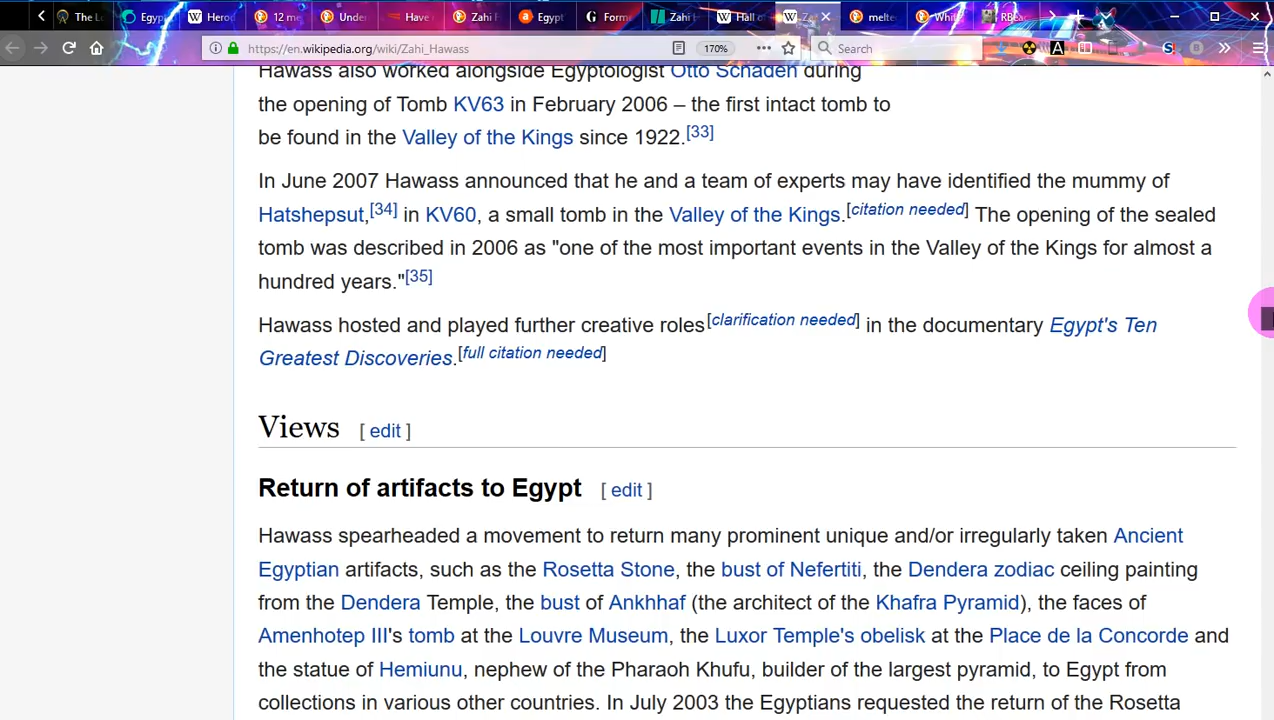 The L
Egypt
W Herod
12 me
Under
Have
Zahi F
a Egypt
G Form
Zahi
W Hall o
W Za
melte
Whit
RBLac
https://en.wikipedia.org/wiki/Zahi_Hawass
170%
Search
Hawass also worked alongside Egyptologist Otto Schaden during
the opening of Tomb KV63 in February 2006 – the first intact tomb to
be found in the Valley of the Kings since 1922.[33]
In June 2007 Hawass announced that he and a team of experts may have identified the mummy of
Hatshepsut,[34] in KV60, a small tomb in the Valley of the Kings.[citation needed] The opening of the sealed
tomb was described in 2006 as "one of the most important events in the Valley of the Kings for almost a
hundred years."[35]
Hawass hosted and played further creative roles[clarification needed] in the documentary Egypt's Ten
Greatest Discoveries.[full citation needed]
Views [ edit ]
Return of artifacts to Egypt [ edit ]
Hawass spearheaded a movement to return many prominent unique and/or irregularly taken Ancient
Egyptian artifacts, such as the Rosetta Stone, the bust of Nefertiti, the Dendera zodiac ceiling painting
from the Dendera Temple, the bust of Ankhhaf (the architect of the Khafra Pyramid), the faces of
Amenhotep III's tomb at the Louvre Museum, the Luxor Temple's obelisk at the Place de la Concorde and
the statue of Hemiunu, nephew of the Pharaoh Khufu, builder of the largest pyramid, to Egypt from
collections in various other countries. In July 2003 the Egyptians requested the return of the Rosetta